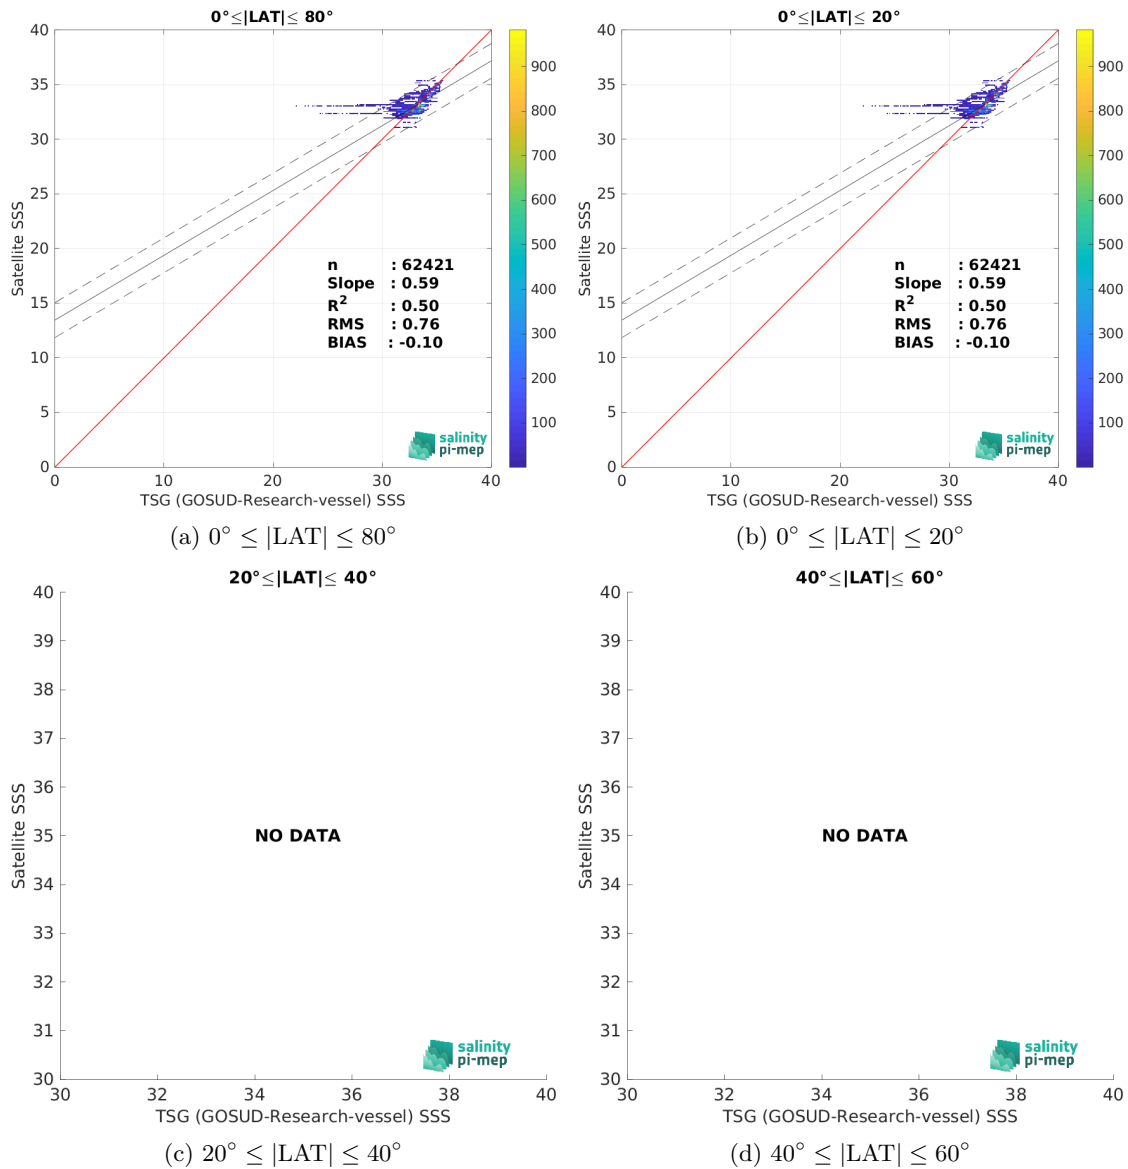 0°≤|LAT|≤ 80°
40
35
30
25
20
15
10
5
0
Satellite SSS
n : 62421
Slope : 0.59
R² : 0.50
RMS : 0.76
BIAS : -0.10
salinity
pi-mep
0 10 20 30 40
TSG (GOSUD-Research-vessel) SSS
900
800
700
600
500
400
300
200
100
(a) 0° ≤ |LAT| ≤ 80°
0°≤|LAT|≤ 20°
40
35
30
25
20
15
10
5
0
Satellite SSS
n : 62421
Slope : 0.59
R² : 0.50
RMS : 0.76
BIAS : -0.10
salinity
pi-mep
0 10 20 30 40
TSG (GOSUD-Research-vessel) SSS
900
800
700
600
500
400
300
200
100
(b) 0° ≤ |LAT| ≤ 20°
20°≤|LAT|≤ 40°
40
39
38
37
36
35
34
33
32
31
30
Satellite SSS
NO DATA
salinity
pi-mep
30 32 34 36 38 40
TSG (GOSUD-Research-vessel) SSS
(c) 20° ≤ |LAT| ≤ 40°
40°≤|LAT|≤ 60°
40
39
38
37
36
35
34
33
32
31
30
Satellite SSS
NO DATA
salinity
pi-mep
30 32 34 36 38 40
TSG (GOSUD-Research-vessel) SSS
(d) 40° ≤ |LAT| ≤ 60°